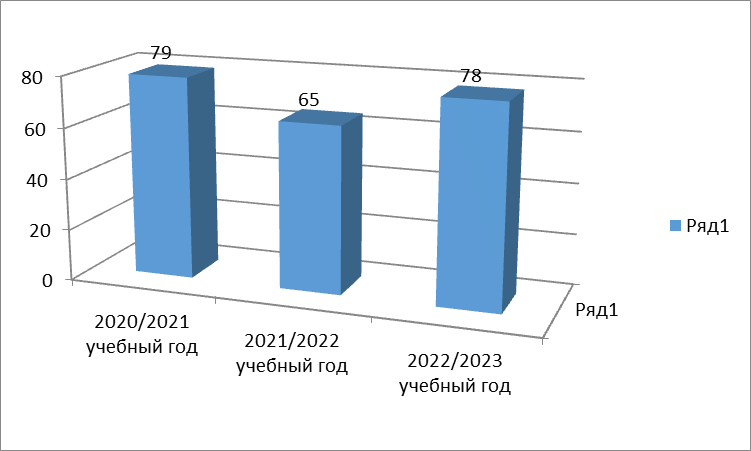 79
65
78
80
60
40
20
0
2020/2021
учебный год
2021/2022
учебный год
2022/2023
учебный год
Ряд1
Ряд1